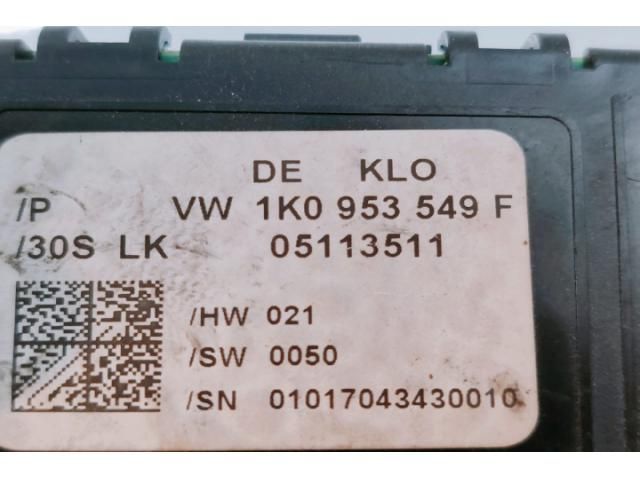 DE KLO
/P VW 1K0 953 549 F
/30S LK 05113511
/HW 021
/SW 0050
/SN 01017043430010